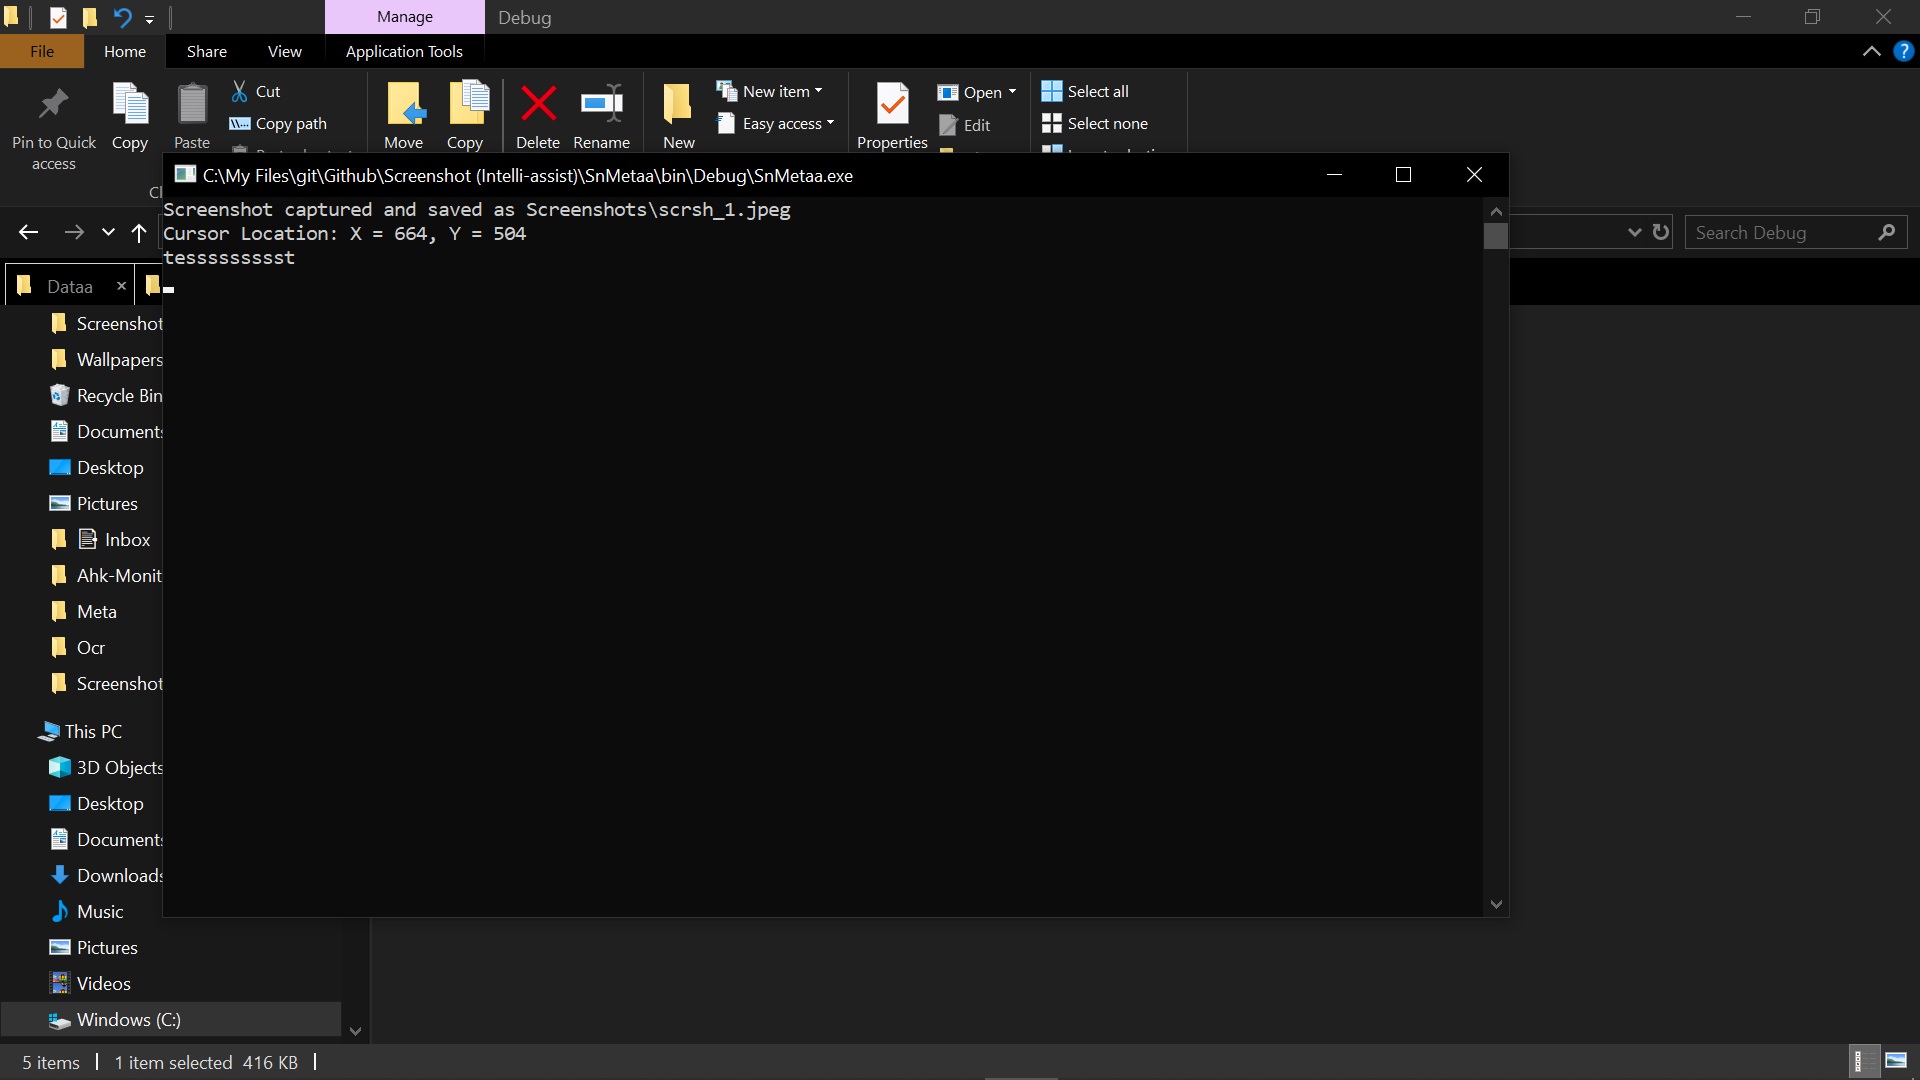 Manage
Debug
File
Home
Share
View
Application Tools
Pin to Quick access
Copy
Paste
Cut
Copy path
Move
Copy
Delete
Rename
New
New item
Easy access
Properties
Open
Edit
Select all
Select none
C:\My Files\git\Github\Screenshot (Intelli-assist)\SnMetaa\bin\Debug\SnMetaa.exe
Screenshot captured and saved as Screenshots\scrsh_1.jpeg
Cursor Location: X = 664, Y = 504
tessssssssst
Search Debug
Dataa
Screenshot
Wallpapers
Recycle Bin
Documents
Desktop
Pictures
Inbox
Ahk-Monit
Meta
Ocr
Screenshot
This PC
3D Objects
Desktop
Documents
Downloads
Music
Pictures
Videos
Windows (C:)
5 items
1 item selected 416 KB